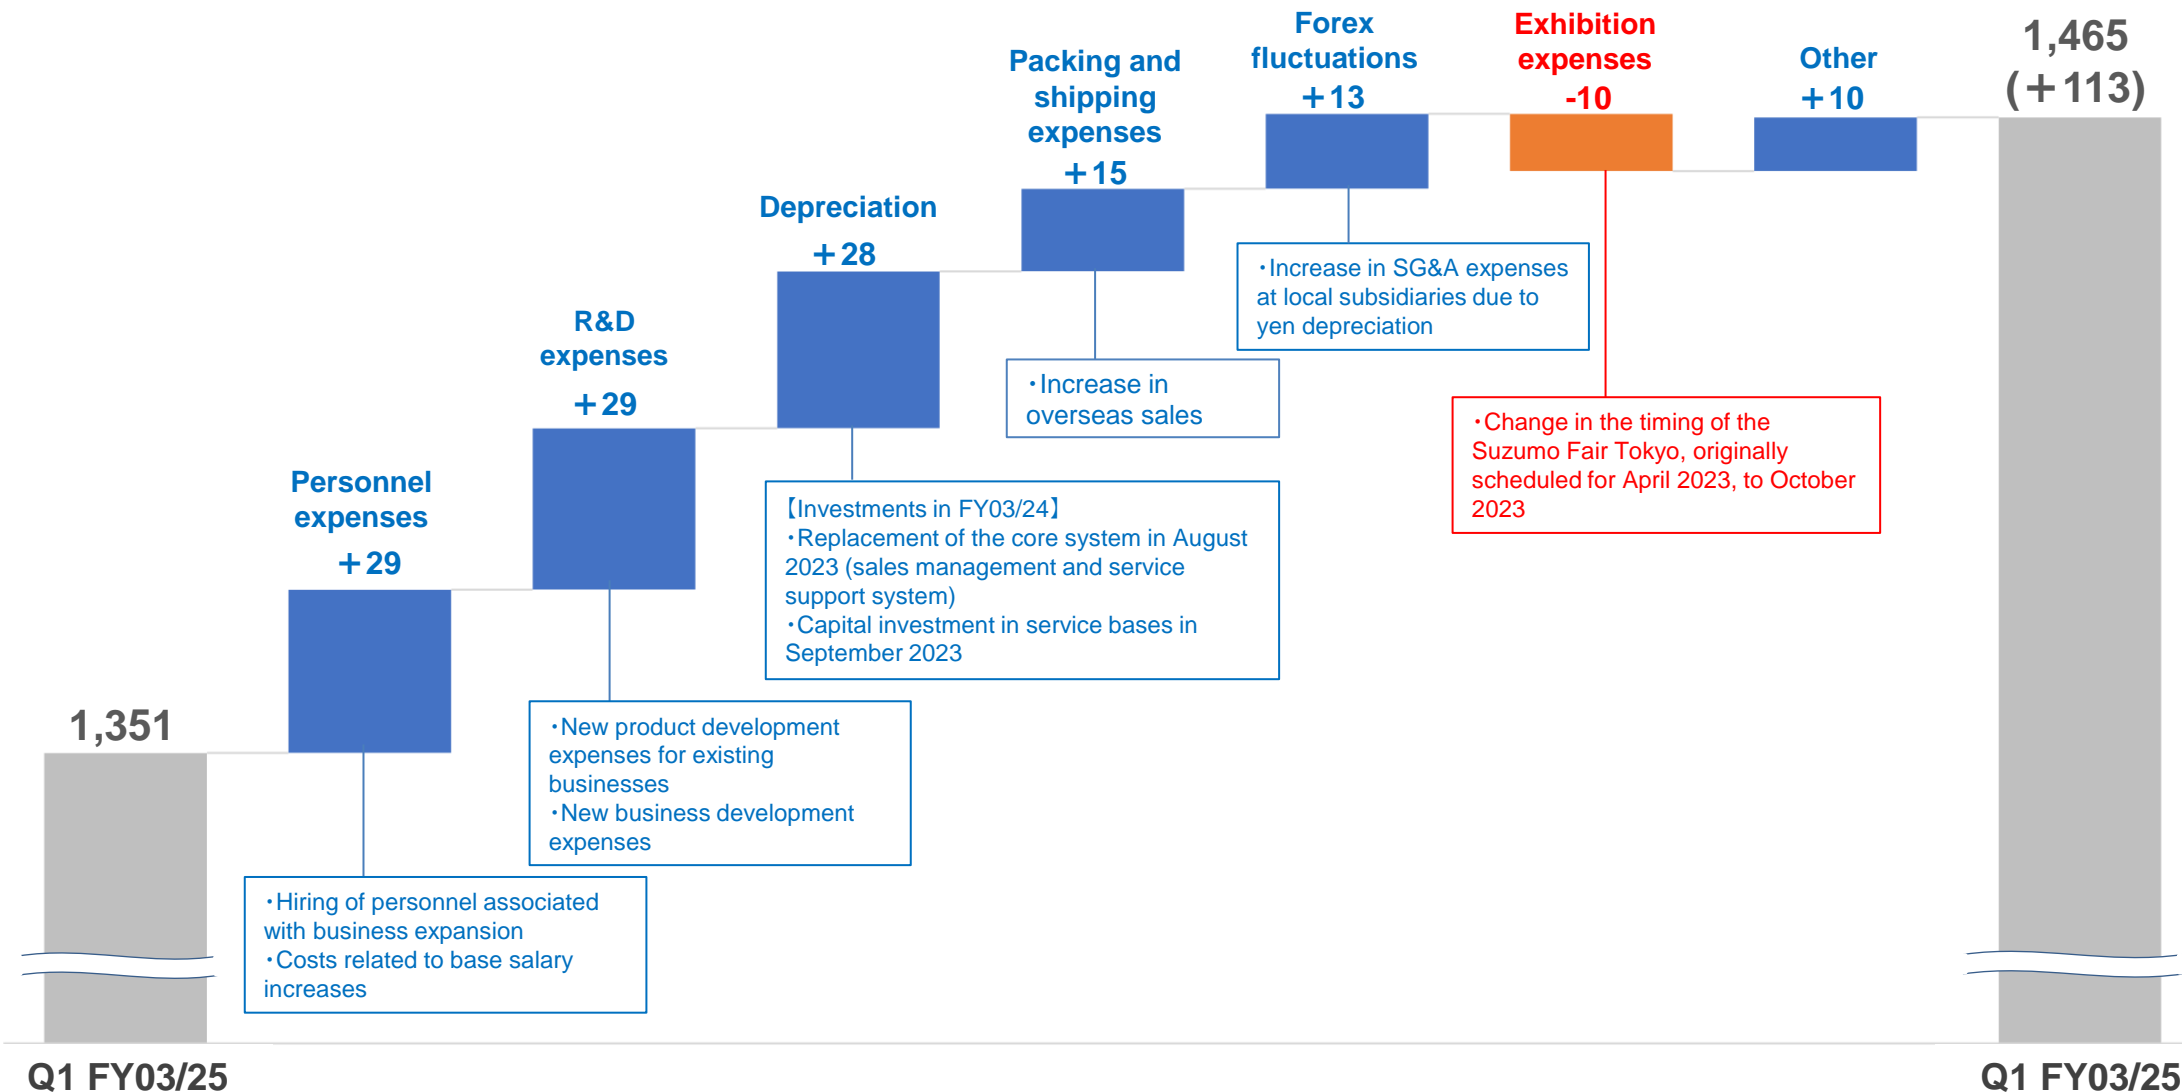 1,351
Personnel
expenses
+29
・Hiring of personnel associated
with business expansion
・Costs related to base salary
increases
R&D
expenses
+29
・New product development
expenses for existing
businesses
・New business development
expenses
Depreciation
+28
【Investments in FY03/24】
・Replacement of the core system in August
2023 (sales management and service
support system)
・Capital investment in service bases in
September 2023
Packing and
shipping
expenses
+15
・Increase in
overseas sales
Forex
fluctuations
+13
・Increase in SG&A expenses
at local subsidiaries due to
yen depreciation
Exhibition
expenses
-10
・Change in the timing of the
Suzumo Fair Tokyo, originally
scheduled for April 2023, to October
2023
Other
+10
1,465
(+113)
Q1 FY03/25
Q1 FY03/25